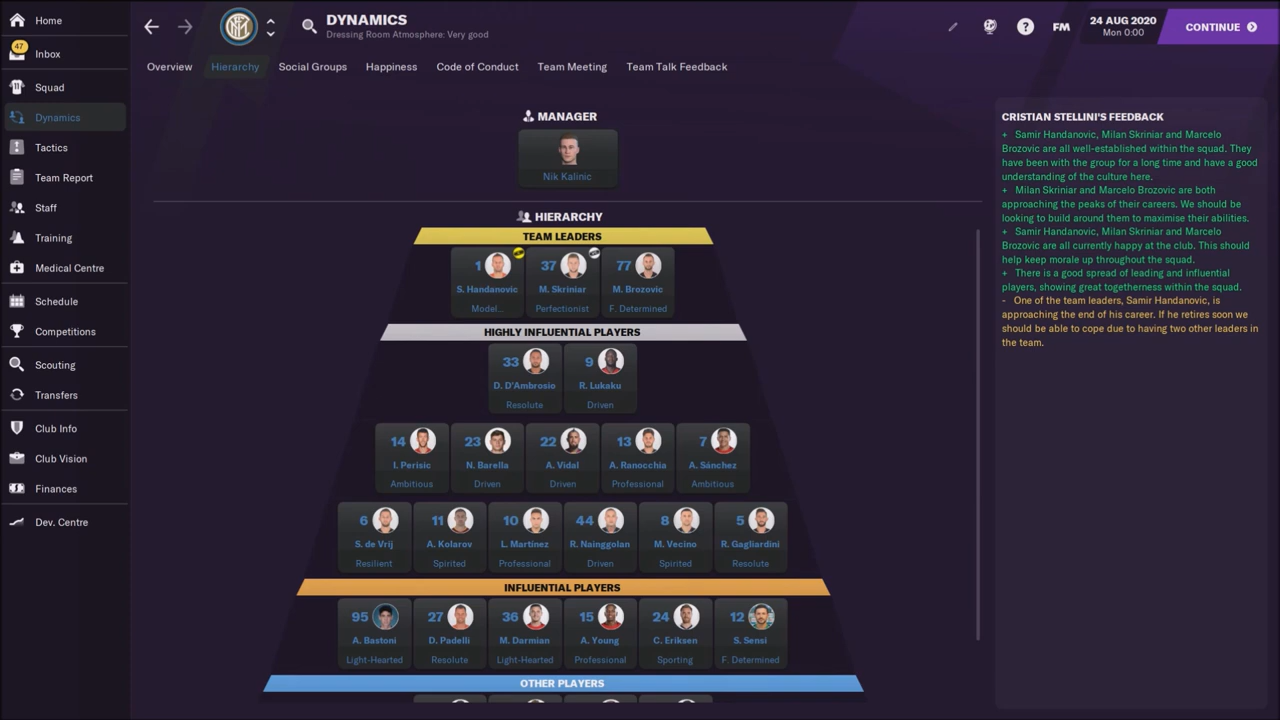 Home
47
Inbox
Squad
Dynamics
Tactics
Team Report
Staff
Training
Medical Centre
Schedule
Competitions
Scouting
Transfers
Club Info
Club Vision
Finances
Dev. Centre
DYNAMICS
Dressing Room Atmosphere: Very good
? FM
24 AUG 2020
Mon 0:00
CONTINUE
Overview Hierarchy Social Groups Happiness Code of Conduct Team Meeting Team Talk Feedback
MANAGER
Nik Kalinic
HIERARCHY
TEAM LEADERS
1 37 77
S. Handanovic M. Skriniar M. Brozovic
Model... Perfectionist F. Determined
HIGHLY INFLUENTIAL PLAYERS
33 9
D. D'Ambrosio R. Lukaku
Resolute Driven
14 23 22 13 7
I. Perisic N. Barella A. Vidal A. Ranocchia A. Sánchez
Ambitious Driven Driven Professional Ambitious
6 11 10 44 8 5
S. de Vrij A. Kolarov L. Martínez R. Nainggolan M. Vecino R. Gagliardini
Resilient Spirited Professional Driven Spirited Resolute
INFLUENTIAL PLAYERS
95 27 36 15 24 12
A. Bastoni D. Padelli M. Darmian A. Young C. Eriksen S. Sensi
Light-Hearted Resolute Light-Hearted Professional Sporting F. Determined
OTHER PLAYERS
CRISTIAN STELLINI'S FEEDBACK
+ Samir Handanovic, Milan Skriniar and Marcelo
Brozovic are all well-established within the squad. They
have been with the group for a long time and have a good
understanding of the culture here.
+ Milan Skriniar and Marcelo Brozovic are both
approaching the peaks of their careers. We should be
looking to build around them to maximise their abilities.
+ Samir Handanovic, Milan Skriniar and Marcelo
Brozovic are all currently happy at the club. This should
help keep morale up throughout the squad.
+ There is a good spread of leading and influential
players, showing great togetherness within the squad.
- One of the team leaders, Samir Handanovic, is
approaching the end of his career. If he retires soon we
should be able to cope due to having two other leaders in
the team.